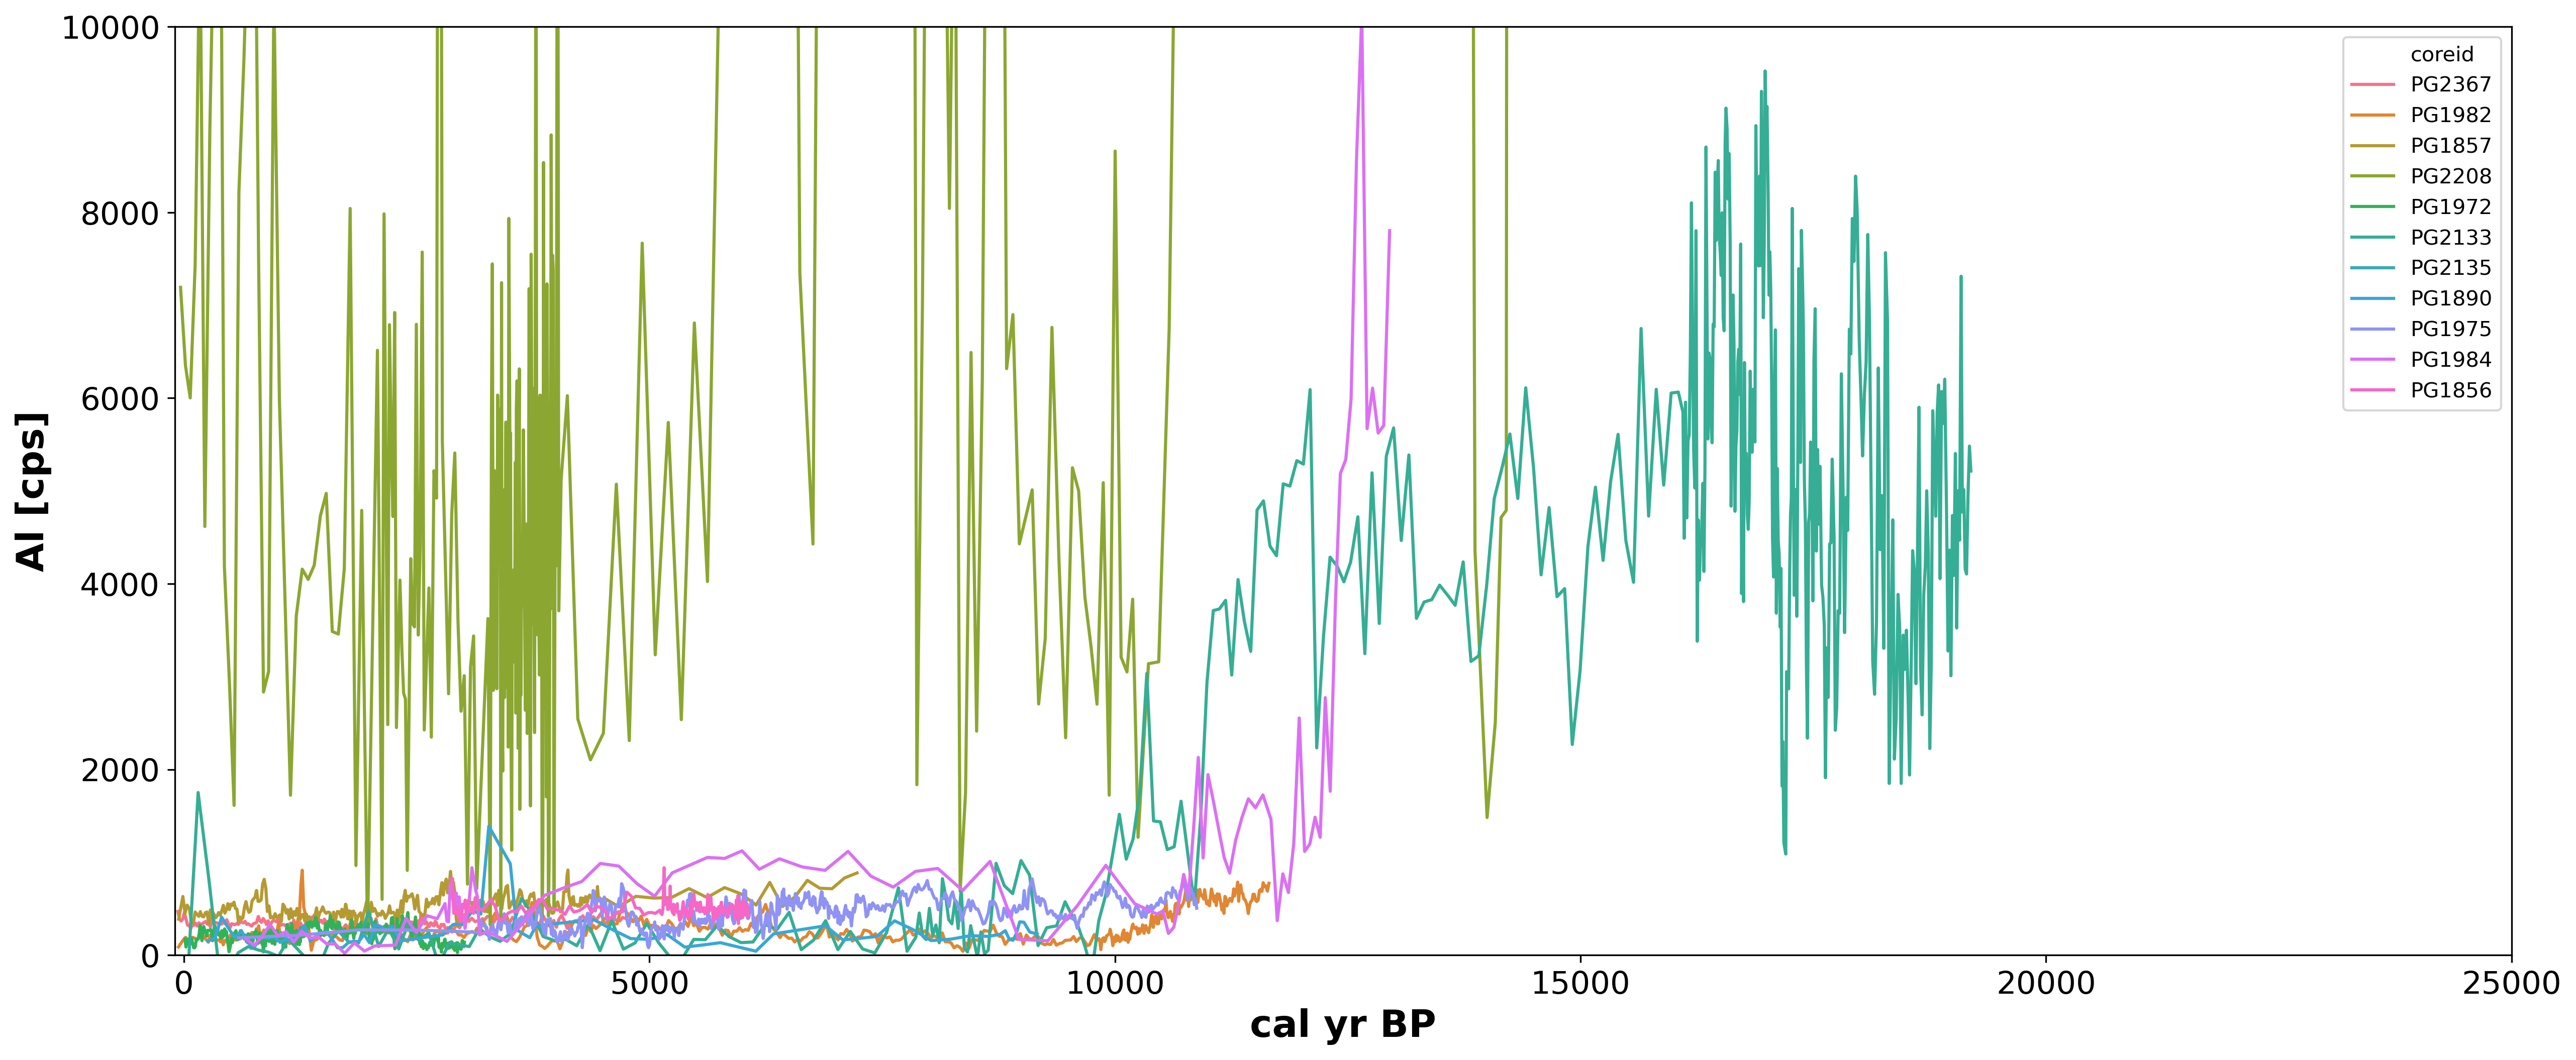 10000
8000
6000
4000
2000
0
Al [cps]
0 5000 10000 15000 20000 25000
cal yr BP
coreid
PG2367
PG1982
PG1857
PG2208
PG1972
PG2133
PG2135
PG1890
PG1975
PG1984
PG1856